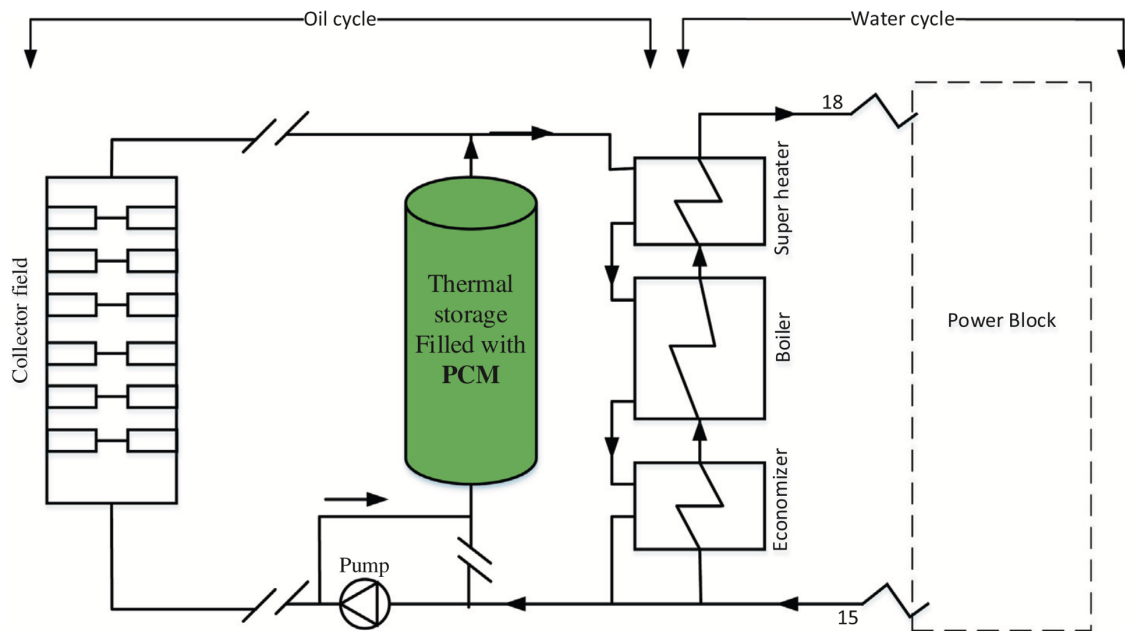 Oil cycle
Water cycle
18
Super heater
Collector field
Thermal
storage
Filled with
PCM
Boiler
Power Block
Economizer
Pump
15